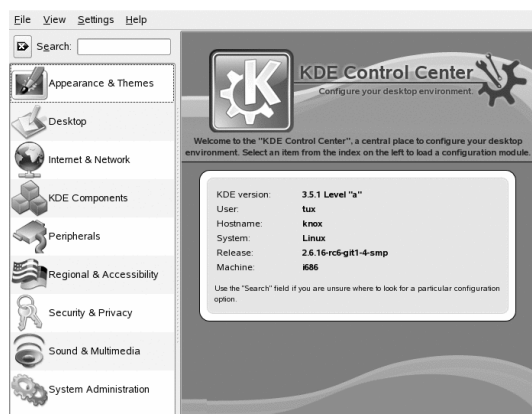 File View Settings Help
Search:
Appearance & Themes
Desktop
Internet & Network
KDE Components
Peripherals
Regional & Accessibility
Security & Privacy
Sound & Multimedia
System Administration
KDE Control Center
Configure your desktop environment.
Welcome to the "KDE Control Center", a central place to configure your desktop
environment. Select an item from the index on the left to load a configuration module.
KDE version: 3.5.1 Level "a"
User: tux
Hostname: knox
System: Linux
Release: 2.6.16-rc6-git1-4-smp
Machine: i686
Use the "Search" field if you are unsure where to look for a particular configuration
option.